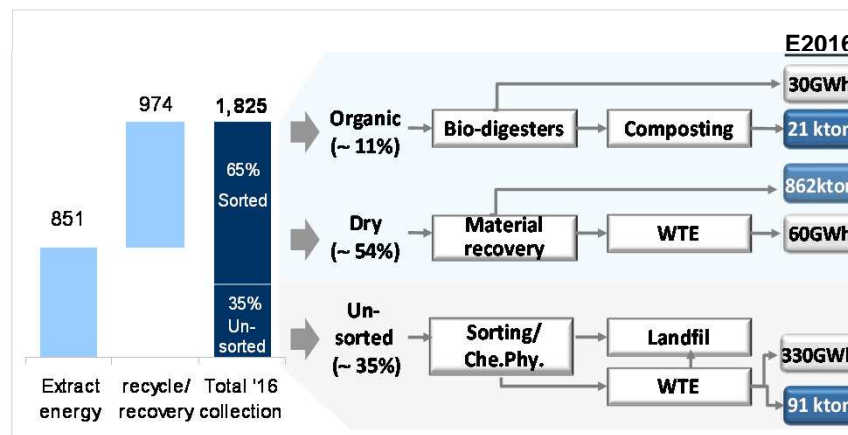 E2016
974
1,825
851
65%
Sorted
35%
Un-
sorted
Extract
energy
recycle/
recovery
Total '16
collection
Organic
(~ 11%)
Bio-digesters
Composting
30GWh
21 kton
Dry
(~ 54%)
Material
recovery
WTE
862kton
60GWh
Un-
sorted
(~ 35%)
Sorting/
Che.Phy.
Landfil
WTE
330GWh
91 kton